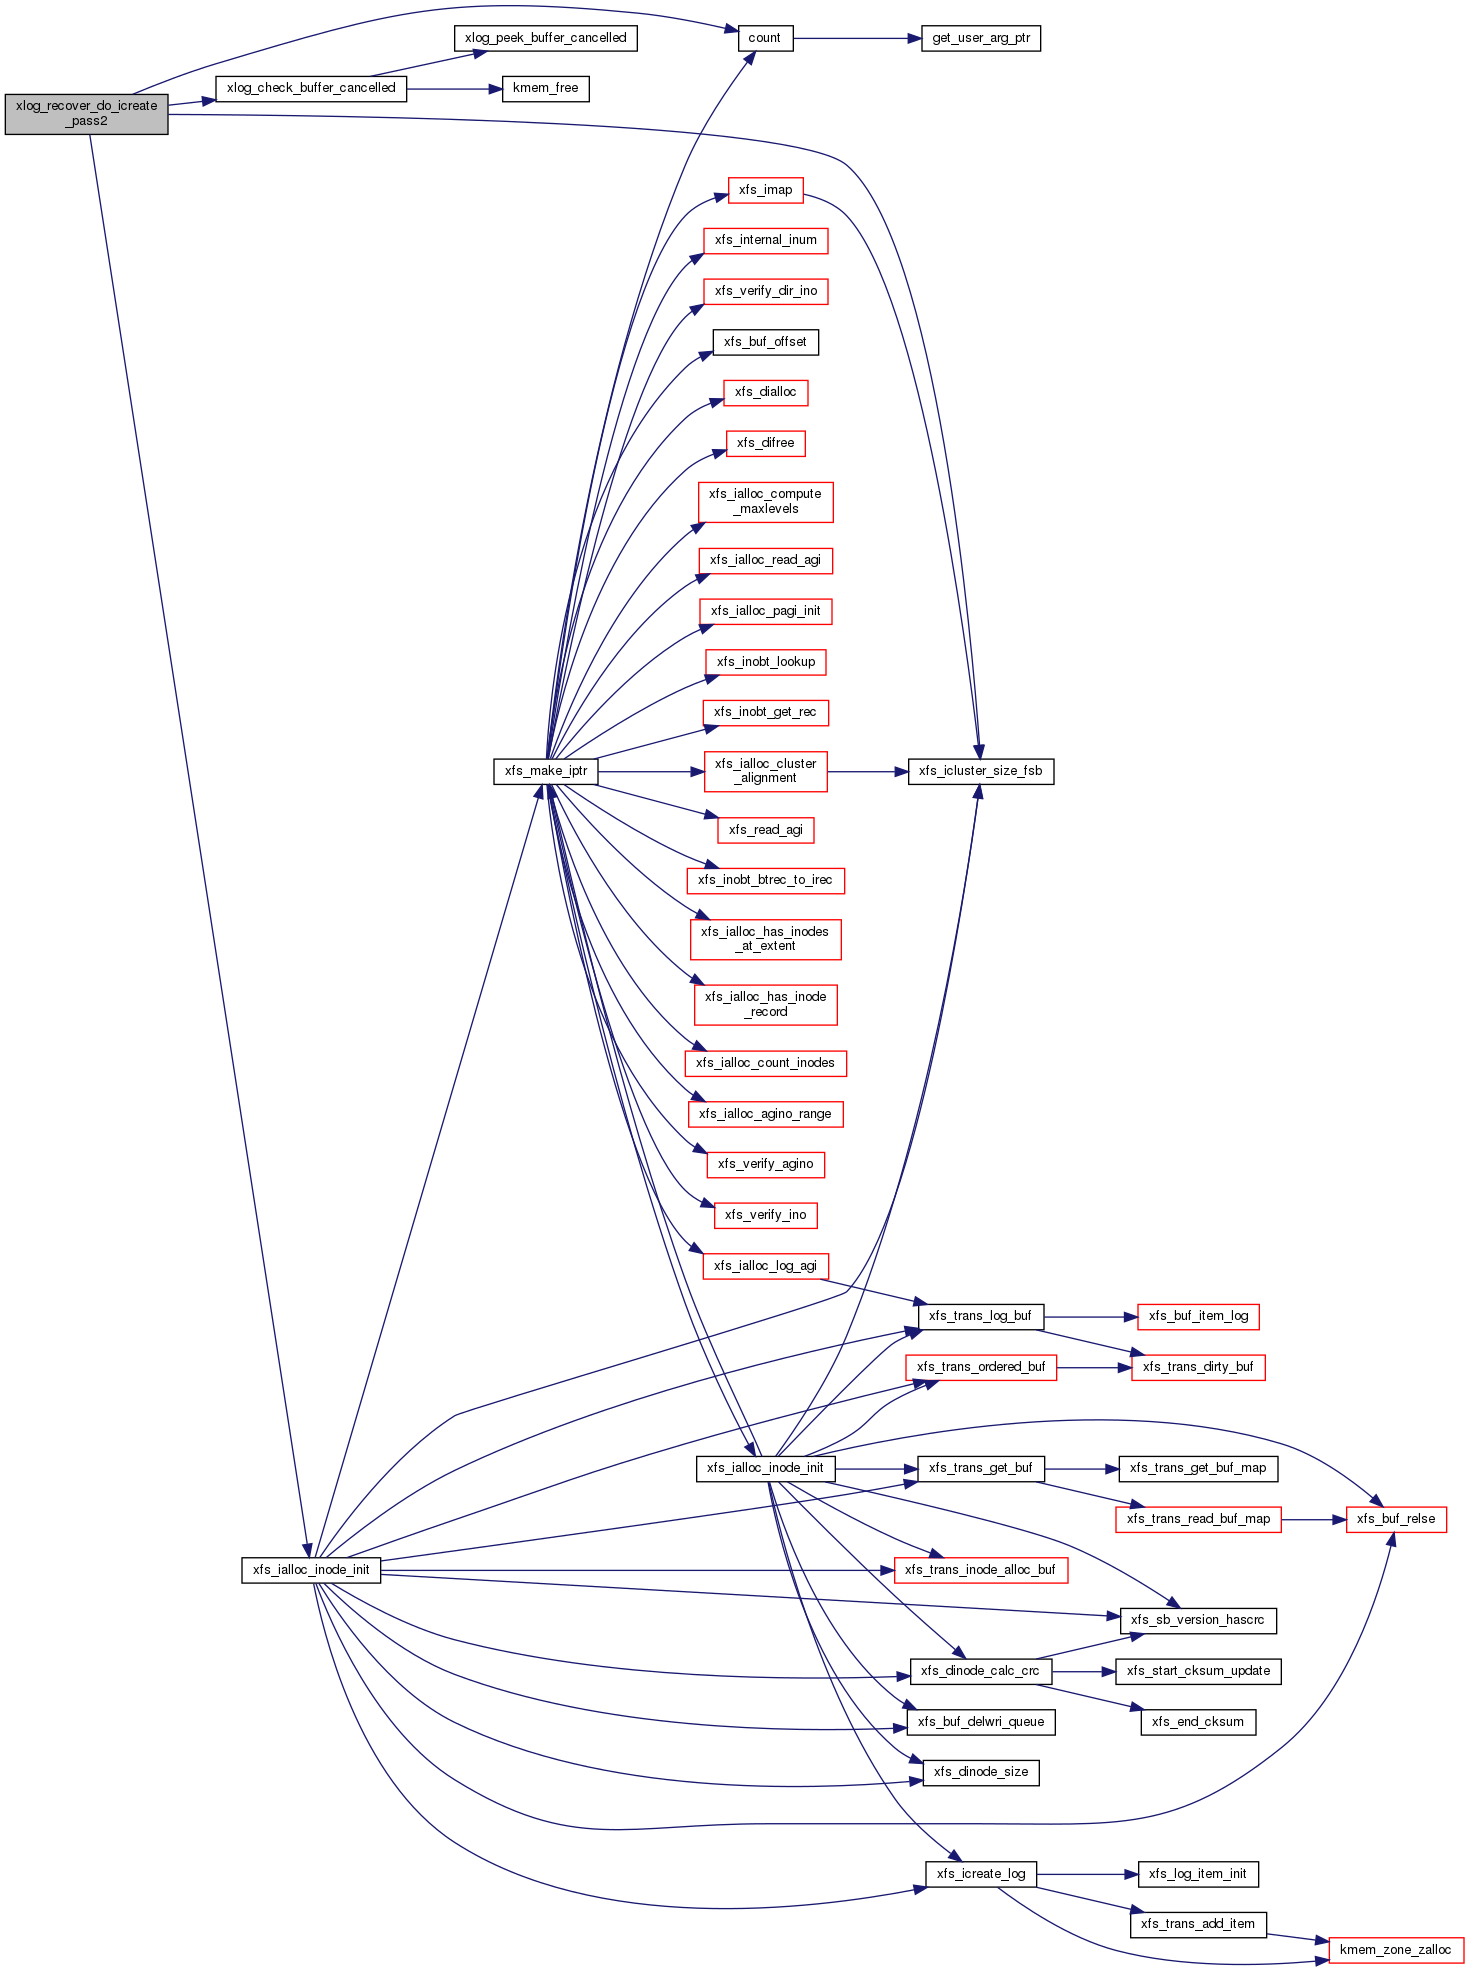 xlog_peek_buffer_cancelled
count
get_user_arg_ptr
xlog_check_buffer_cancelled
kmem_free
xlog_recover_do_icreate
_pass2
xfs_imap
xfs_internal_inum
xfs_verify_dir_ino
xfs_buf_offset
xfs_dialloc
xfs_difree
xfs_ialloc_compute
_maxlevels
xfs_ialloc_read_agi
xfs_ialloc_pagi_init
xfs_inobt_lookup
xfs_inobt_get_rec
xfs_make_iptr
xfs_ialloc_cluster
_alignment
xfs_icluster_size_fsb
xfs_read_agi
xfs_inobt_btrec_to_irec
xfs_ialloc_has_inodes
_at_extent
xfs_ialloc_has_inode
_record
xfs_ialloc_count_inodes
xfs_ialloc_agino_range
xfs_verify_agino
xfs_verify_ino
xfs_ialloc_log_agi
xfs_trans_log_buf
xfs_buf_item_log
xfs_trans_ordered_buf
xfs_trans_dirty_buf
xfs_ialloc_inode_init
xfs_trans_get_buf
xfs_trans_get_buf_map
xfs_trans_read_buf_map
xfs_buf_relse
xfs_ialloc_inode_init
xfs_trans_inode_alloc_buf
xfs_sb_version_hascrc
xfs_dinode_calc_crc
xfs_start_cksum_update
xfs_buf_delwri_queue
xfs_end_cksum
xfs_dinode_size
xfs_icreate_log
xfs_log_item_init
xfs_trans_add_item
kmem_zone_zalloc